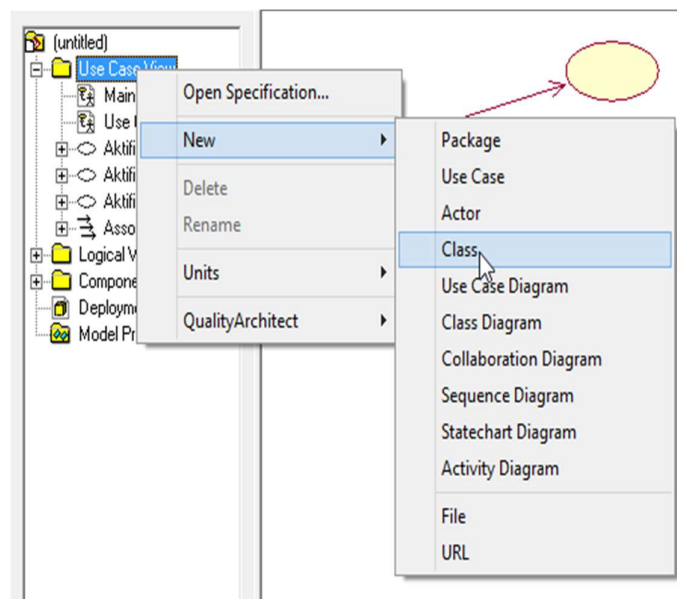 (untitled)
Use Case View
Main
Use
Aktifi
Aktifi
Aktifi
Asso
Logical V
Compone
Deployme
Model Pr
Open Specification...
New
Delete
Rename
Units
QualityArchitect
Package
Use Case
Actor
Class
Use Case Diagram
Class Diagram
Collaboration Diagram
Sequence Diagram
Statechart Diagram
Activity Diagram
File
URL